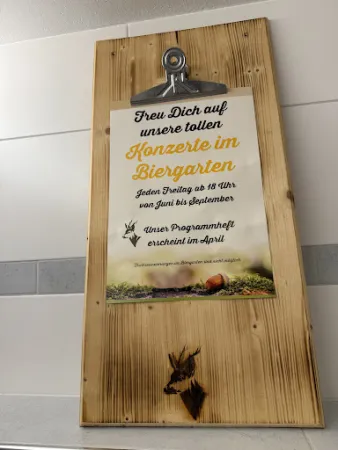 Freu Dich auf
unsere tollen
Konzerte im
Biergarten
Jeden Freitag ab 18 Uhr
von Juni bis September
Unser Programmheft
erscheint im April